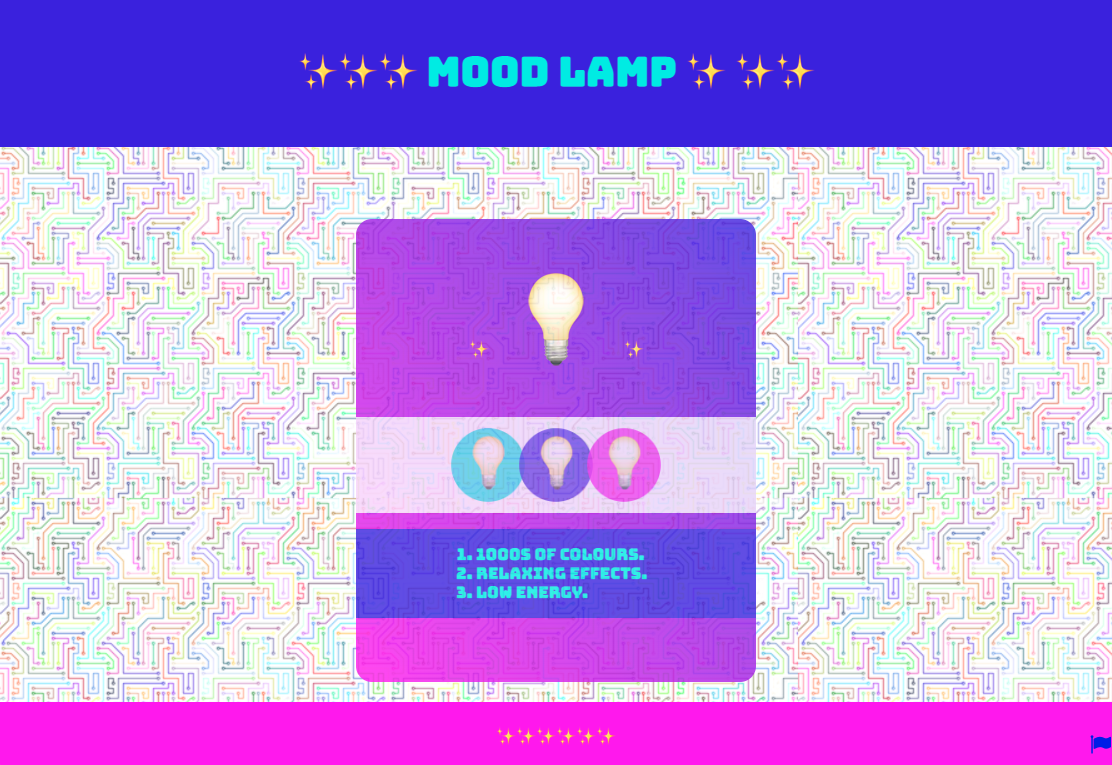 MOOD LAMP
1. 1000S OF COLOURS.
2. RELAXING EFFECTS.
3. LOW ENERGY.